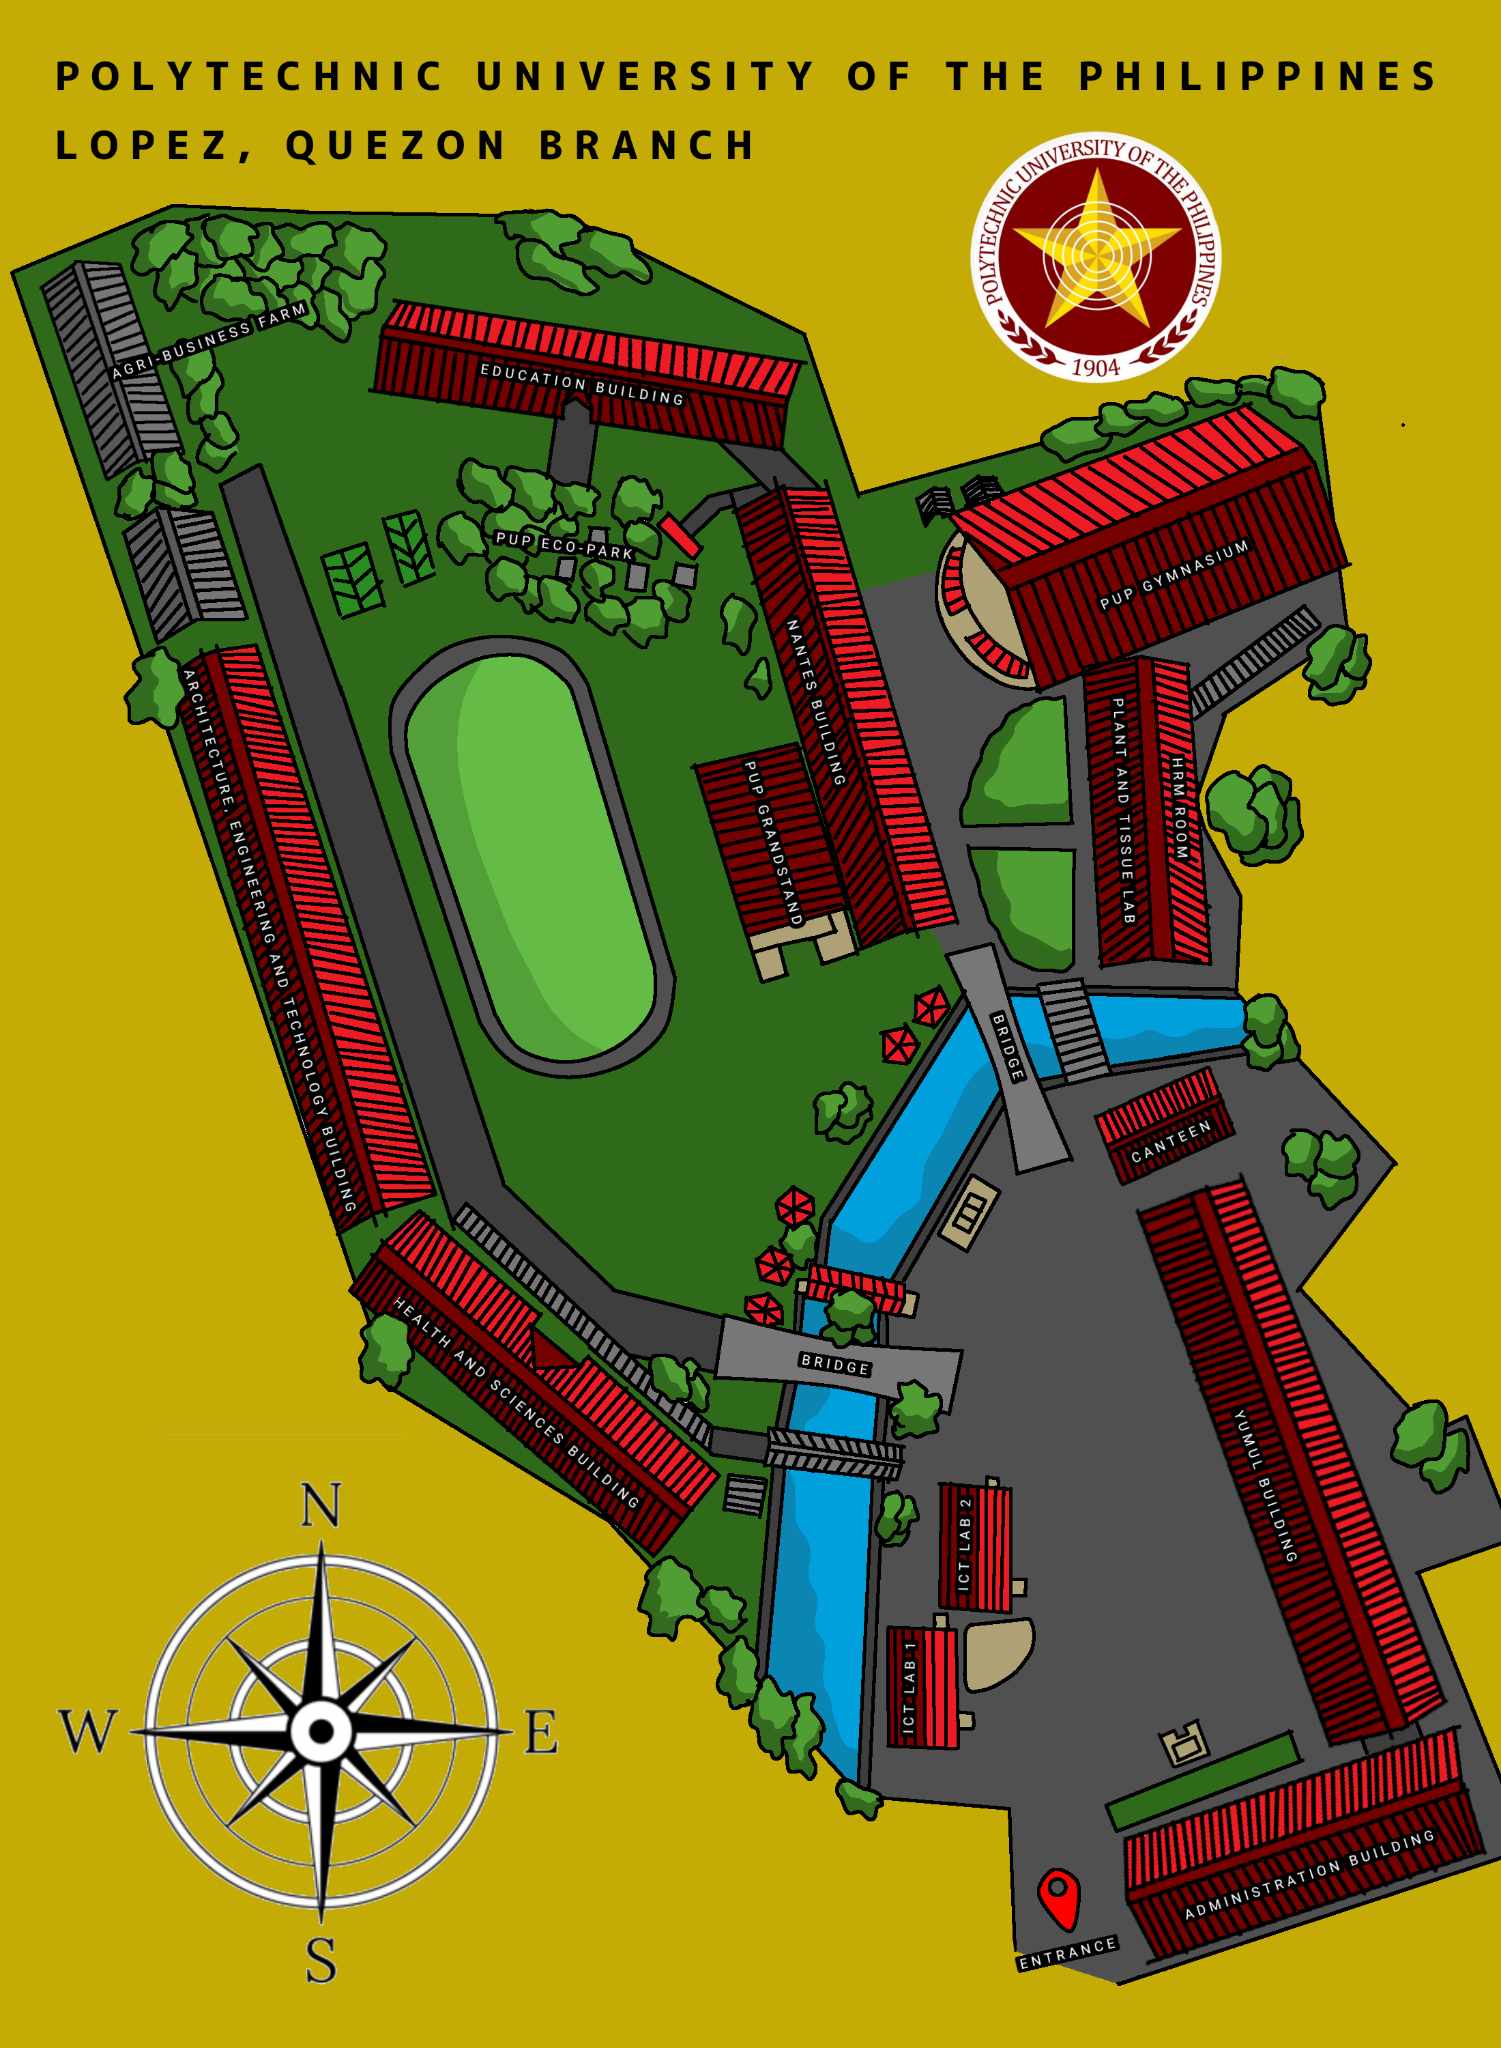 POLYTECHNIC UNIVERSITY OF THE PHILIPPINES
LOPEZ, QUEZON BRANCH
POLYTECHNIC UNIVERSITY OF THE PHILIPPINES
1904
AGRI-BUSINESS FARM
EDUCATION BUILDING
PUP ECO-PARK
PUP GYMNASIUM
NANTES BUILDING
ARCHITECTURE, ENGINEERING AND TECHNOLOGY BUILDING
PUP GRANDSTAND
PLANT AND TISSUE LAB
HRM ROOM
BRIDGE
CANTEEN
HEALTH AND SCIENCES BUILDING
BRIDGE
YUMUL BUILDING
ICT LAB 2
ICT LAB 1
N
W
E
S
ADMINISTRATION BUILDING
ENTRANCE